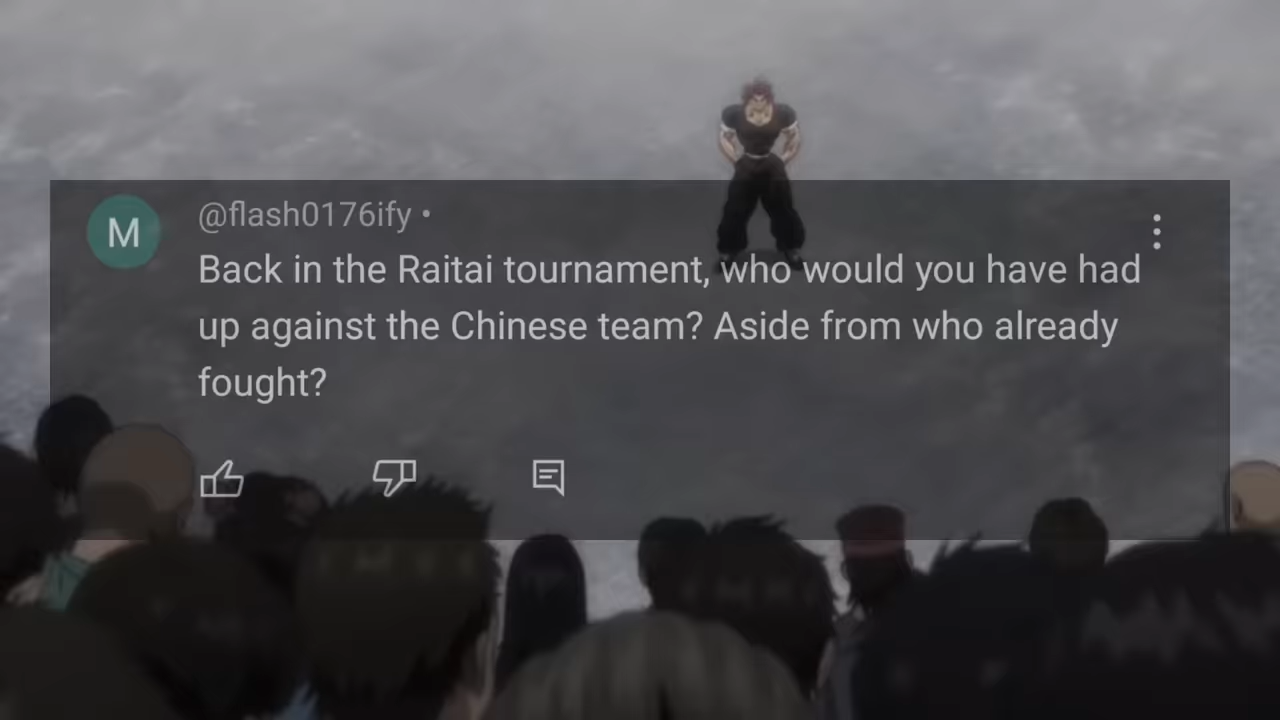 M
@flash0176ify •
Back in the Raitai tournament, who would you have had
up against the Chinese team? Aside from who already
fought?